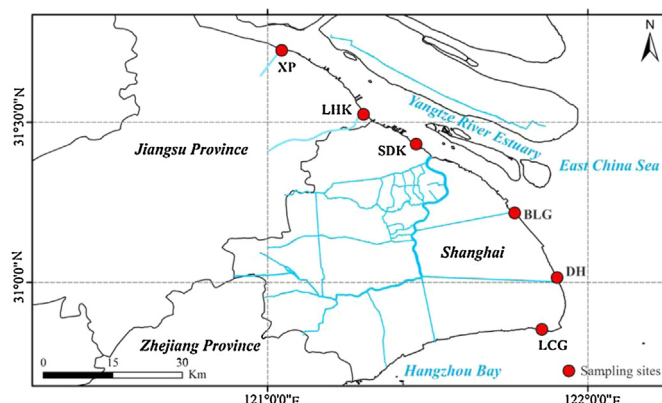 N
XP
LHK
Yangtze River Estuary
31°30'0"N
SDK
Jiangsu Province
East China Sea
BLG
Shanghai
31°0'0"N
DH
Zhejiang Province
LCG
0 15 30
Km
Hangzhou Bay
Sampling sites
121°0'0"E
122°0'0"E